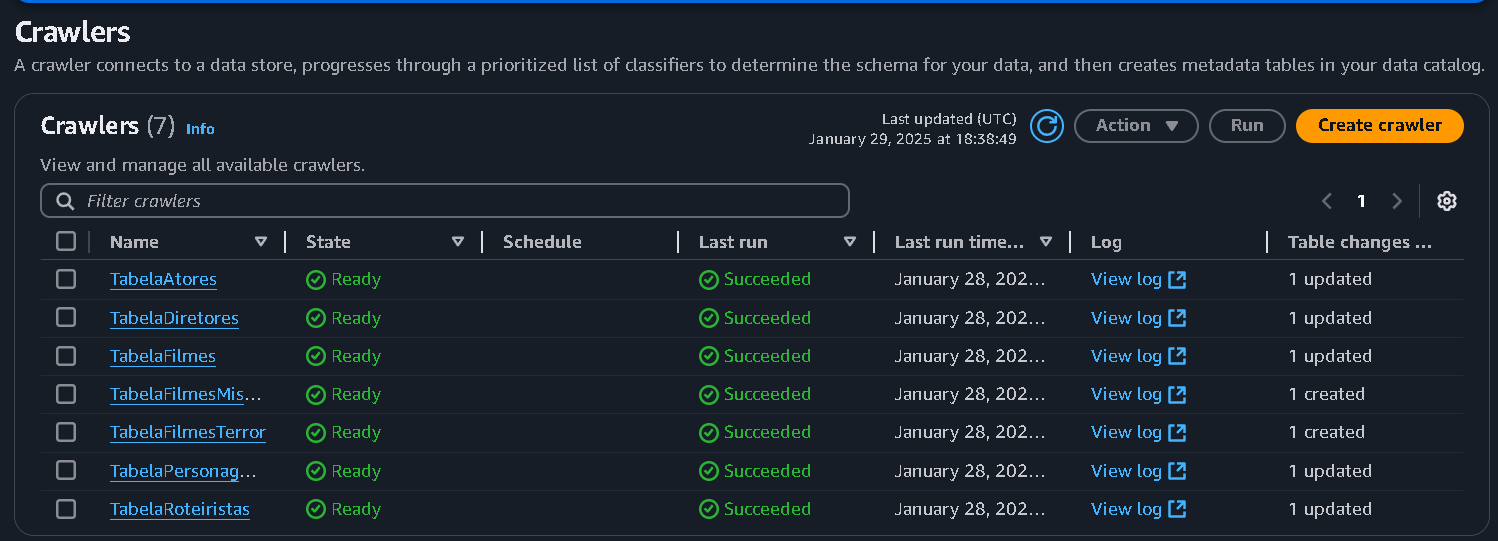 Crawlers
A crawler connects to a data store, progresses through a prioritized list of classifiers to determine the schema for your data, and then creates metadata tables in your data catalog.
Crawlers (7) Info
Last updated (UTC)
January 29, 2025 at 18:38:49
Action
Run
Create crawler
View and manage all available crawlers.
Filter crawlers
1
Name State Schedule Last run Last run time... Log Table changes ...
TabelaAtores Ready Succeeded January 28, 202... View log 1 updated
TabelaDiretores Ready Succeeded January 28, 202... View log 1 updated
TabelaFilmes Ready Succeeded January 28, 202... View log 1 updated
TabelaFilmesMis... Ready Succeeded January 28, 202... View log 1 created
TabelaFilmesTerror Ready Succeeded January 28, 202... View log 1 created
TabelaPersonag... Ready Succeeded January 28, 202... View log 1 updated
TabelaRoteiristas Ready Succeeded January 28, 202... View log 1 updated